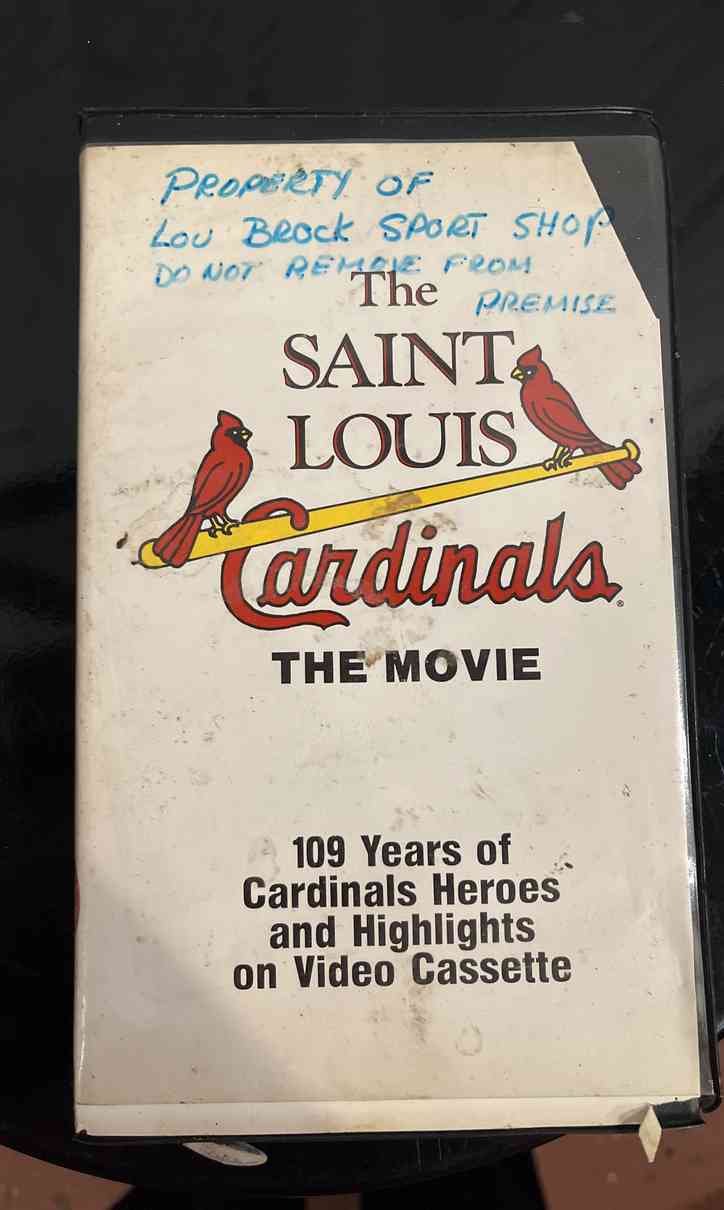 PROPERTY OF
LOU BROCK SPORT SHOP
DO NOT REMOVE FROM
PREMISE
The
SAINT
LOUIS
Cardinals®
THE MOVIE
109 Years of
Cardinals Heroes
and Highlights
on Video Cassette